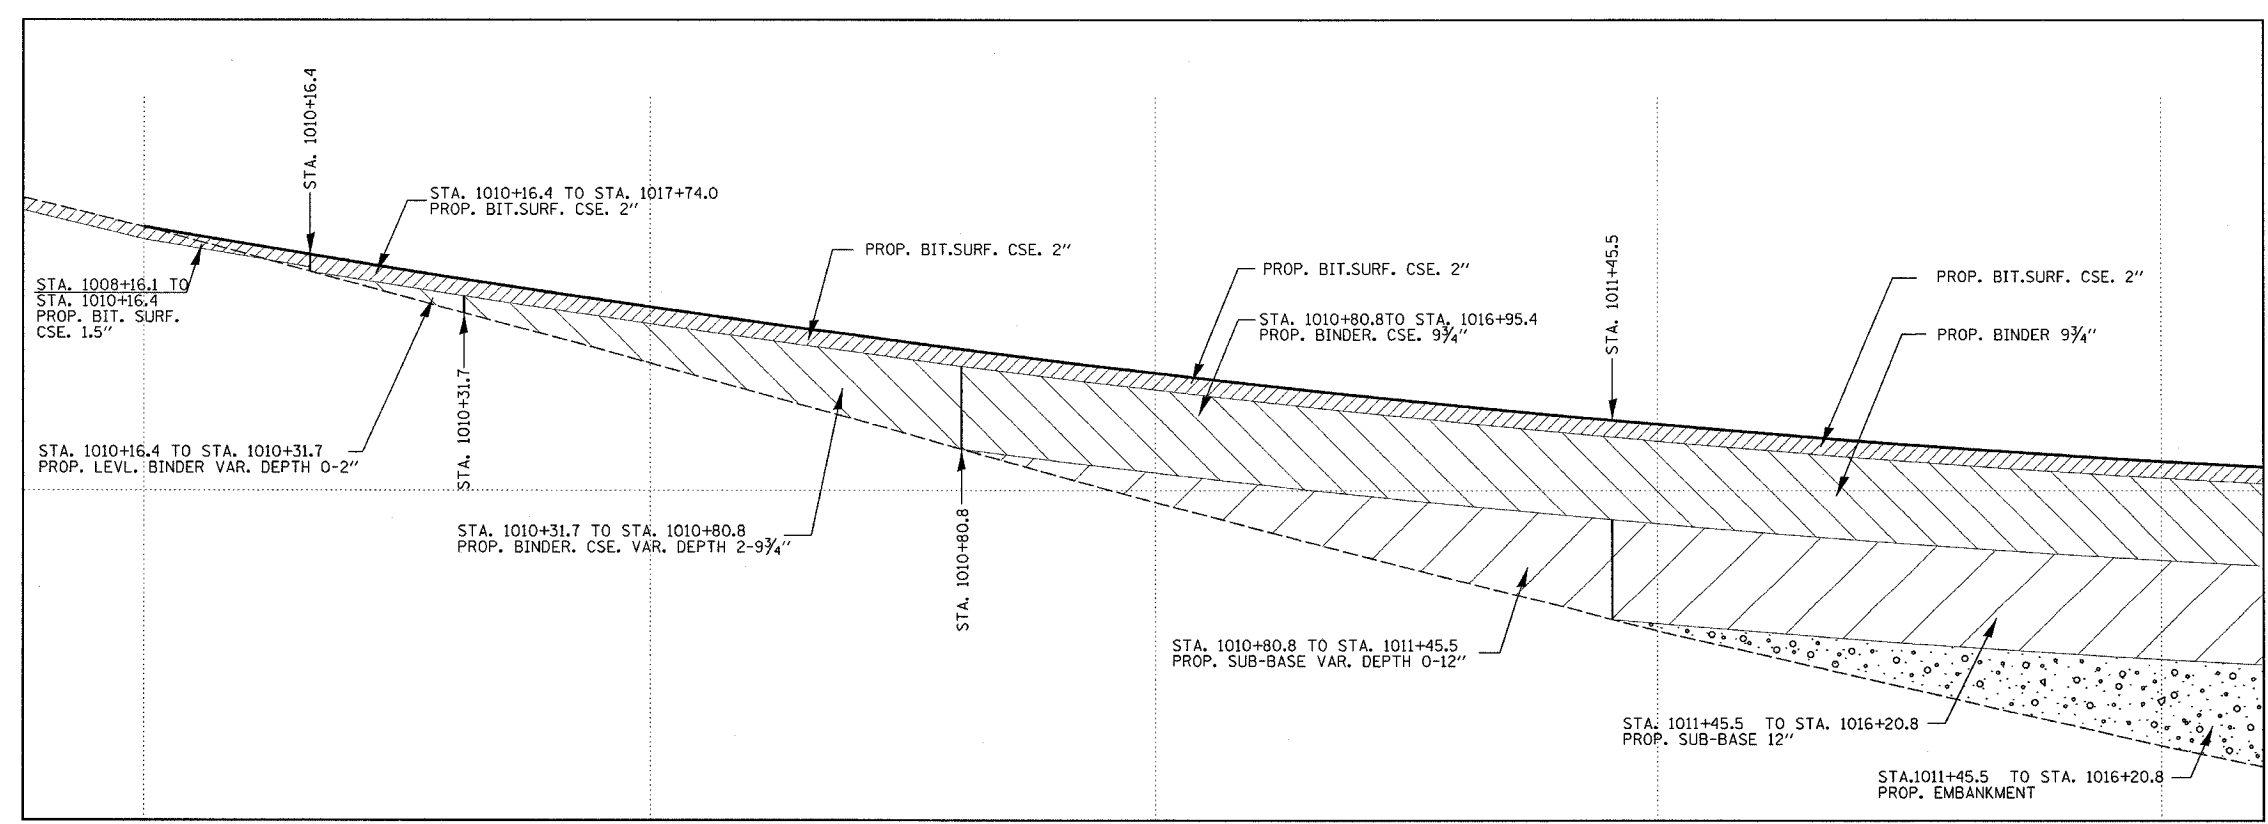 STA. 1010+16.4
STA. 1010+16.4 TO STA. 1017+74.0
PROP. BIT.SURF. CSE. 2"
PROP. BIT.SURF. CSE. 2"
PROP. BIT.SURF. CSE. 2"
STA. 1011+45.5
PROP. BIT.SURF. CSE. 2"
STA. 1008+16.1 TO
STA. 1010+16.4
PROP. BIT. SURF.
CSE. 1.5"
STA. 1010+80.8TO STA. 1016+95.4
PROP. BINDER. CSE. 9¾"
PROP. BINDER 9¾"
STA. 1010+31.7
STA. 1010+16.4 TO STA. 1010+31.7
PROP. LEVL. BINDER VAR. DEPTH 0-2"
STA. 1010+31.7 TO STA. 1010+80.8
PROP. BINDER. CSE. VAR. DEPTH 2-9¾"
STA. 1010+80.8
STA. 1010+80.8 TO STA. 1011+45.5
PROP. SUB-BASE VAR. DEPTH 0-12"
STA. 1011+45.5 TO STA. 1016+20.8
PROP. SUB-BASE 12"
STA.1011+45.5 TO STA. 1016+20.8
PROP. EMBANKMENT